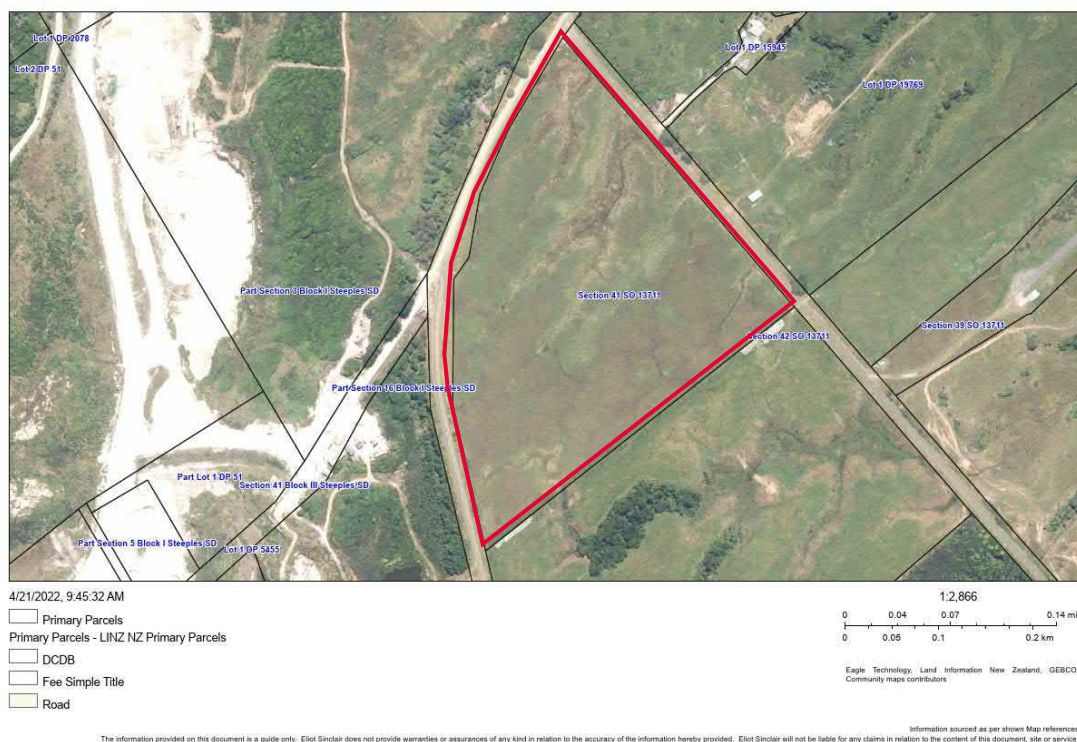 Lot 1 DP 2078
Lot 2 DP 51
Lot 1 DP 15945
Lot 1 DP 19769
Part Section 3 Block I Steeples SD
Section 41 SO 13711
Section 42 SO 13711
Section 39 SO 13711
Part Section 16 Block I Steeples SD
Part Lot 1 DP 51
Section 41 Block III Steeples SD
Part Section 5 Block I Steeples SD
Lot 1 DP 5455
4/21/2022, 9:45:32 AM
Primary Parcels
Primary Parcels - LINZ NZ Primary Parcels
DCDB
Fee Simple Title
Road
1:2,866
0 0.04 0.07 0.14 mi
0 0.05 0.1 0.2 km
Eagle Technology, Land Information New Zealand, GEBCO
Community maps contributors
Information sourced as per shown Map references
The information provided on this document is a guide only. Eliot Sinclair does not provide warranties or assurances of any kind in relation to the accuracy of the information hereby provided. Eliot Sinclair will not be liable for any claims in relation to the content of this document, site or service